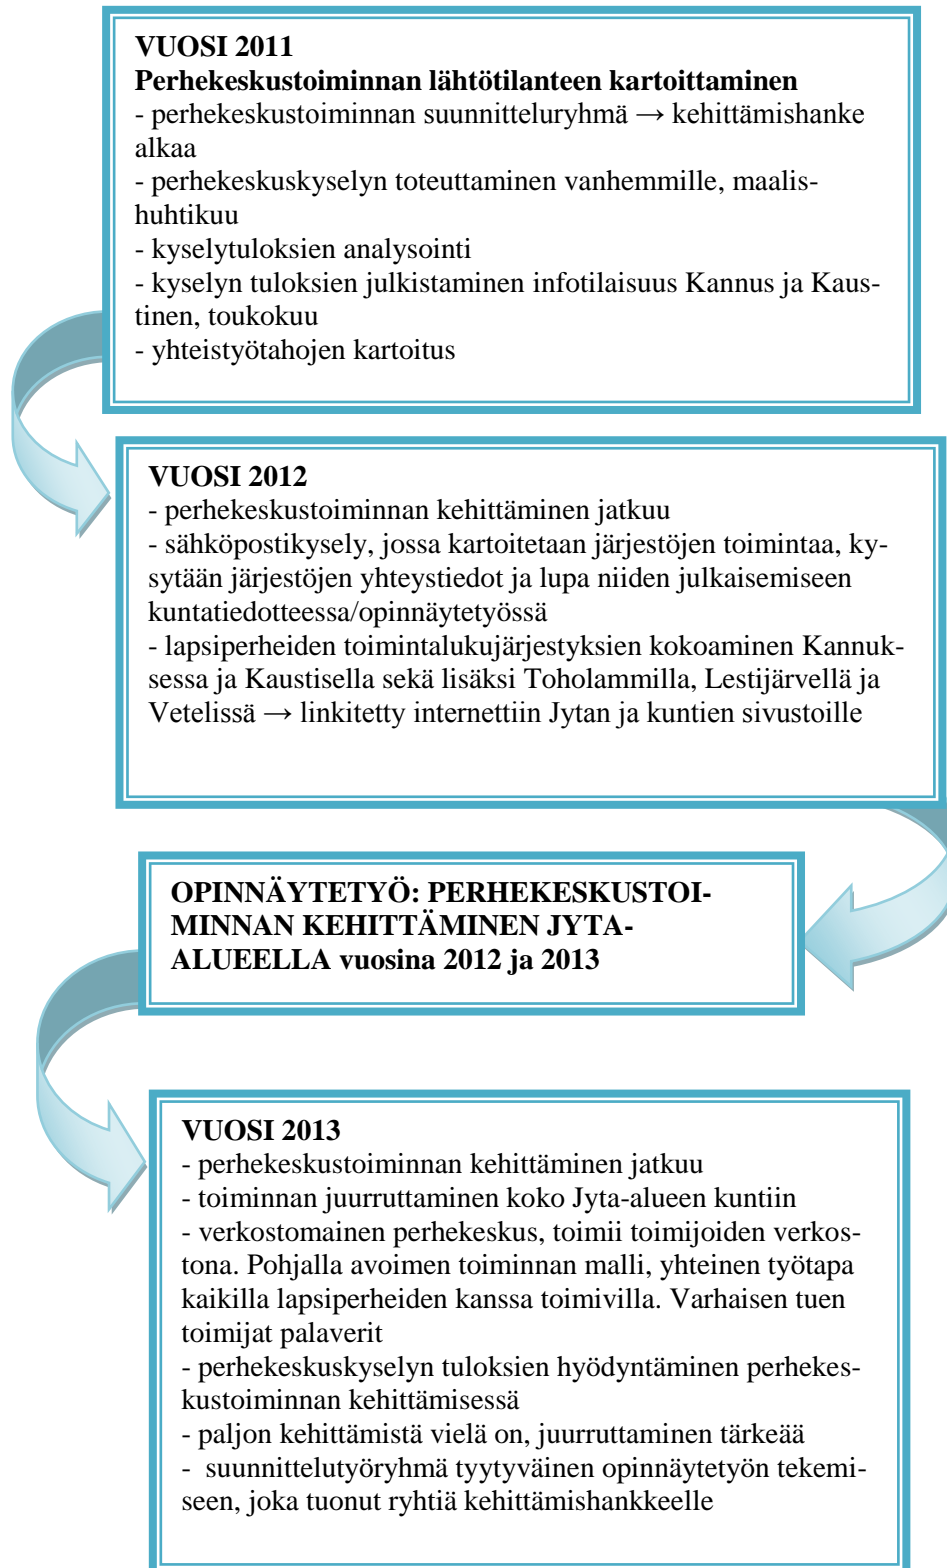 VUOSI 2011
Perhekeskustoiminnan lähtötilanteen kartoittaminen
- perhekeskustoiminnan suunnitteluryhmä → kehittämishanke
alkaa
- perhekeskuskyselyn toteuttaminen vanhemmille, maalis-
huhtikuu
- kyselytuloksien analysointi
- kyselyn tuloksien julkistaminen infotilaisuus Kannus ja Kaus-
tinen, toukokuu
- yhteistyötahojen kartoitus
VUOSI 2012
- perhekeskustoiminnan kehittäminen jatkuu
- sähköpostikysely, jossa kartoitetaan järjestöjen toimintaa, ky-
sytään järjestöjen yhteystiedot ja lupa niiden julkaisemiseen
kuntatiedotteessa/opinnäytetyössä
- lapsiperheiden toimintalukujärjestyksien kokoaminen Kannuk-
sessa ja Kaustisella sekä lisäksi Toholammilla, Lestijärvellä ja
Vetelissä → linkitetty internettiin Jytan ja kuntien sivustoille
OPINNÄYTETYÖ: PERHEKESKUSTOI-
MINNAN KEHITTÄMINEN JYTA-
ALUEELLA vuosina 2012 ja 2013
VUOSI 2013
- perhekeskustoiminnan kehittäminen jatkuu
- toiminnan juurruttaminen koko Jyta-alueen kuntiin
- verkostomainen perhekeskus, toimii toimijoiden verkos-
tona. Pohjalla avoimen toiminnan malli, yhteinen työtapa
kaikilla lapsiperheiden kanssa toimivilla. Varhaisen tuen
toimijat palaverit
- perhekeskuskyselyn tuloksien hyödyntäminen perhekes-
kustoiminnan kehittämisessä
- paljon kehittämistä vielä on, juurruttaminen tärkeää
- suunnittelutyöryhmä tyytyväinen opinnäytetyön tekemi-
seen, joka tuonut ryhtiä kehittämishankkeelle